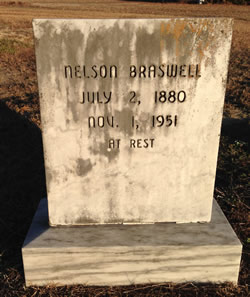 NELSON BRASWELL
JULY 2, 1880
NOV. 1, 1951
AT REST